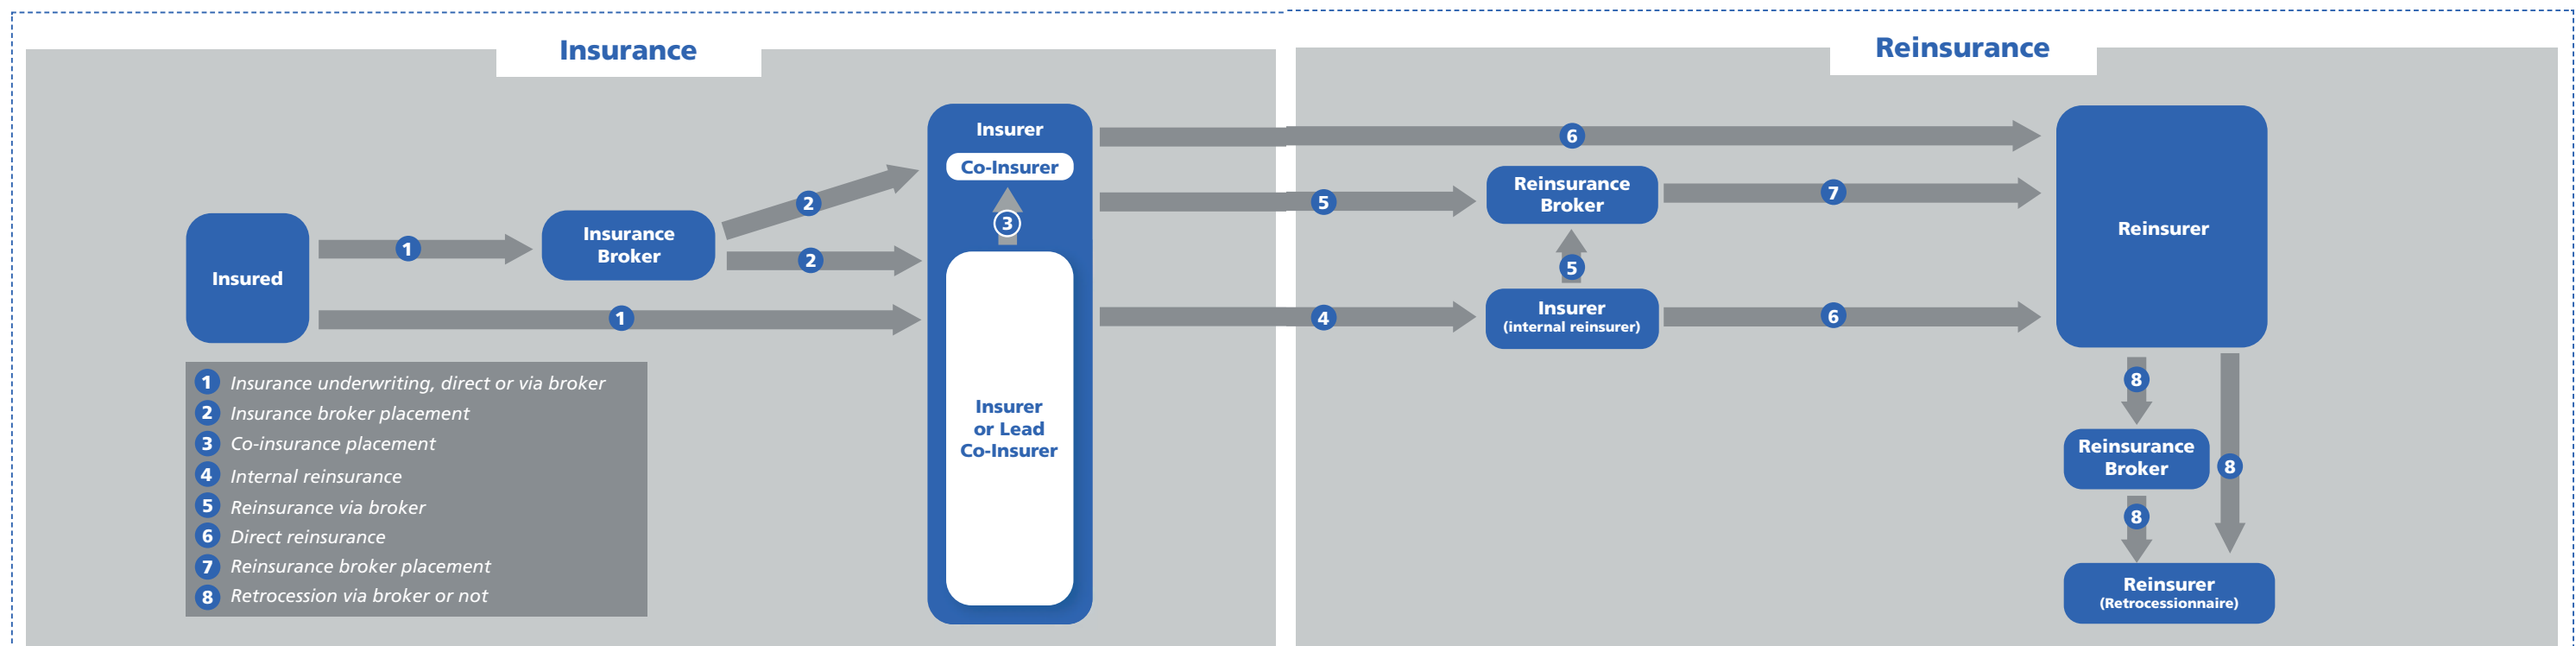 Insurance
Reinsurance
Insured
1
1
Insurance
Broker
2
2
Insurer
Co-Insurer
3
Insurer
or Lead
Co-Insurer
6
5
4
Reinsurance
Broker
7
5
Insurer
(internal reinsurer)
6
Reinsurer
8
8
Reinsurance
Broker
8
Reinsurer
(Retrocessionnaire)
1 Insurance underwriting, direct or via broker
2 Insurance broker placement
3 Co-insurance placement
4 Internal reinsurance
5 Reinsurance via broker
6 Direct reinsurance
7 Reinsurance broker placement
8 Retrocession via broker or not